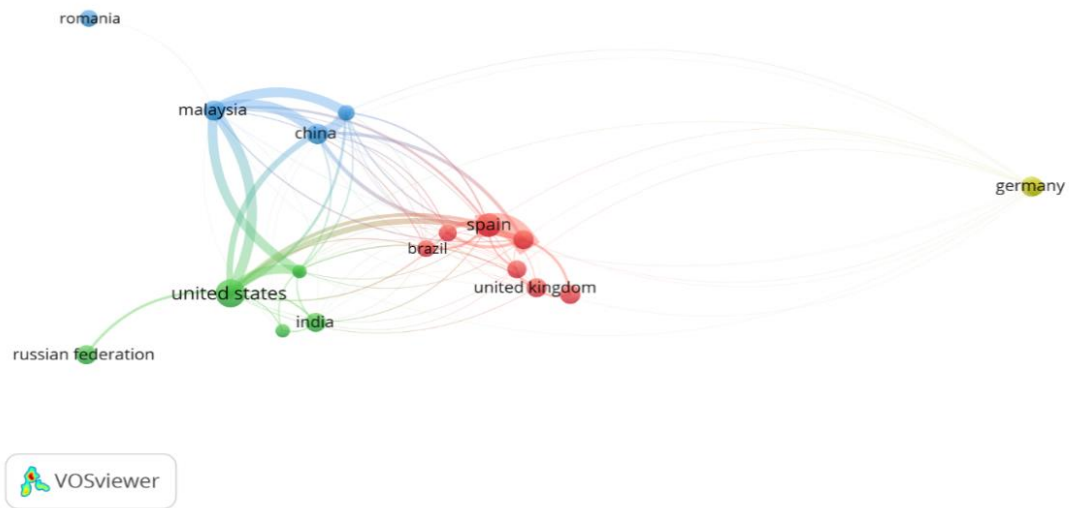 romania
malaysia
china
germany
spain
brazil
united kingdom
united states
india
russian federation
VOSviewer